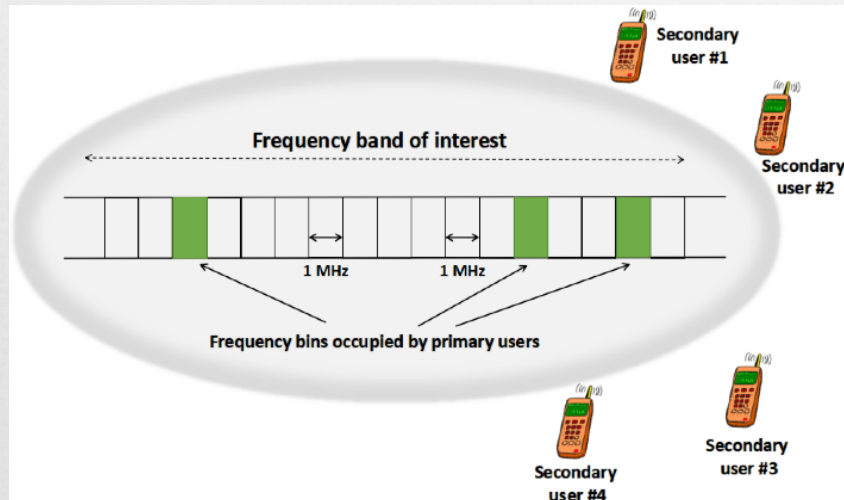 Secondary
user #1
Secondary
user #2
Frequency band of interest
1 MHz
1 MHz
Frequency bins occupied by primary users
Secondary
user #3
Secondary
user #4